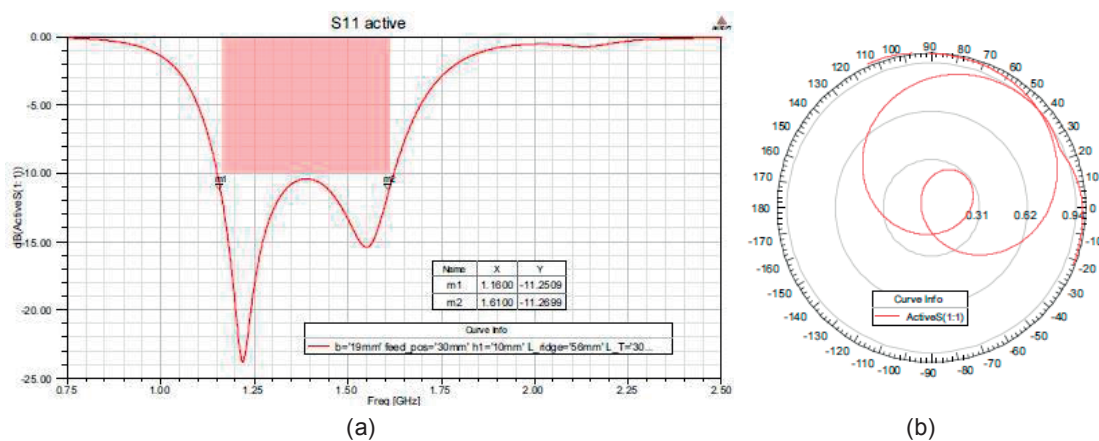 S11 active
0.00
-5.00
-10.00
-15.00
-20.00
-25.00
dB(ActiveS(1:1))
m1
m2
Name X Y
m1 1.1600 -11.2509
m2 1.6100 -11.2699
Curve Info
b='19mm' feed_pos='30mm' h1='10mm' L_ridge='56mm' L_T='30...
0.75 1.00 1.25 1.50 1.75 2.00 2.25 2.50
Freq [GHz]
(a)
90
100 80
110 70
120 60
130 50
140 40
150 30
160 20
170 10
180 0.31 0.62 0.94 0
-170 -10
-160 -20
-150 -30
-140 -40
-130 -50
-120 -60
-110 -70
-100 -80
-90
Curve Info
ActiveS(1:1)
(b)